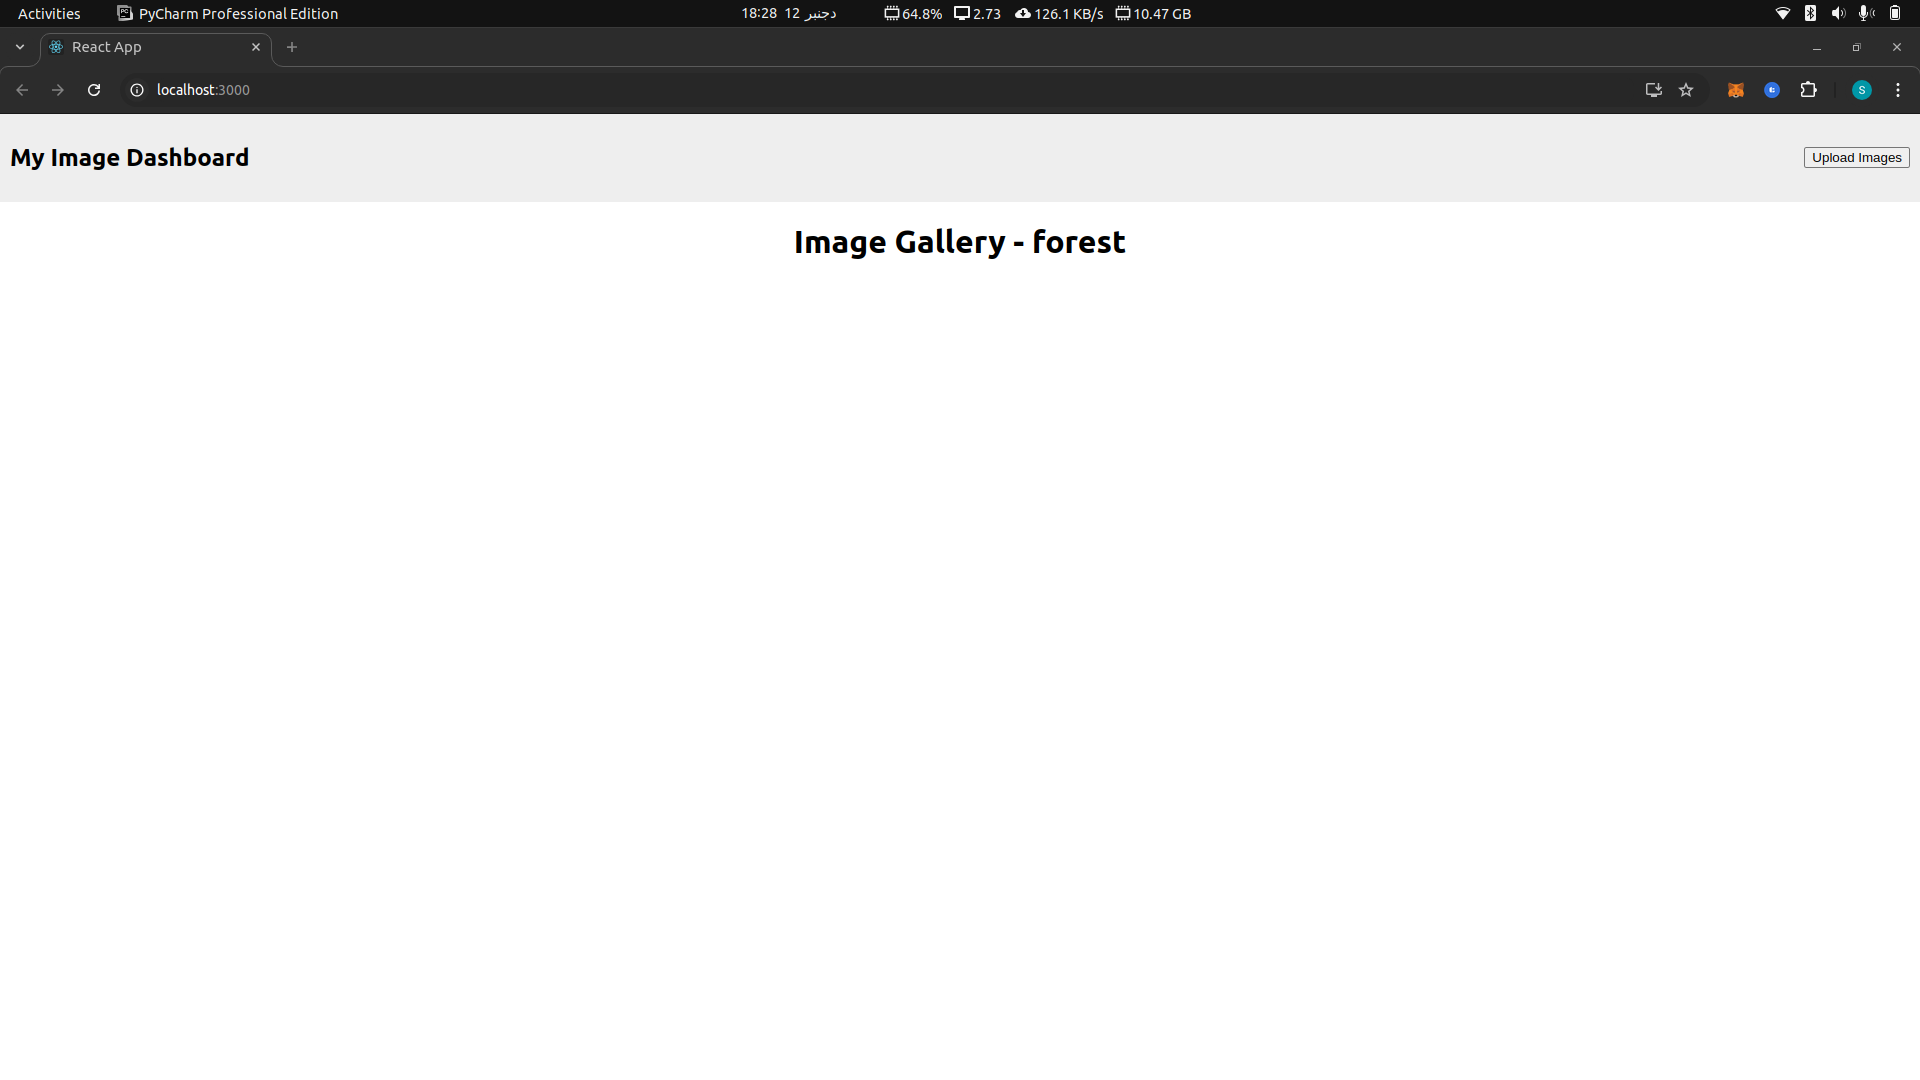 Activities
PyCharm Professional Edition
18:28 12 دجنبر
64.8% 2.73 126.1 KB/s 10.47 GB
React App
localhost:3000
S
My Image Dashboard
Upload Images
Image Gallery - forest